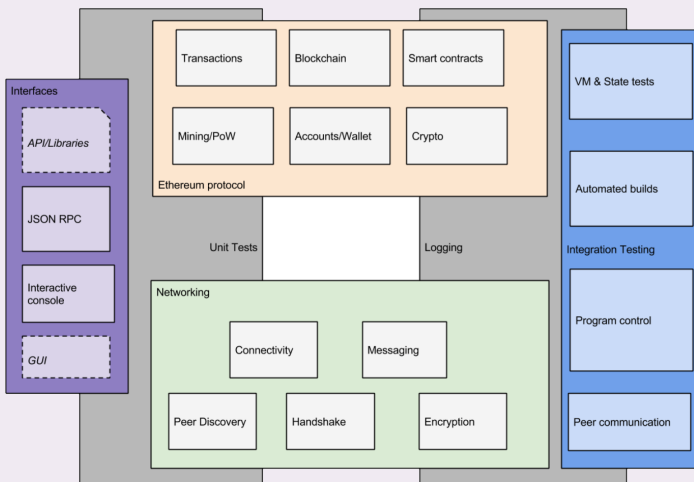 Transactions
Blockchain
Smart contracts
Mining/PoW
Accounts/Wallet
Crypto
Ethereum protocol
Interfaces
API/Libraries
JSON RPC
Interactive
console
GUI
Unit Tests
Logging
Networking
Connectivity
Messaging
Peer Discovery
Handshake
Encryption
VM & State tests
Automated builds
Integration Testing
Program control
Peer communication